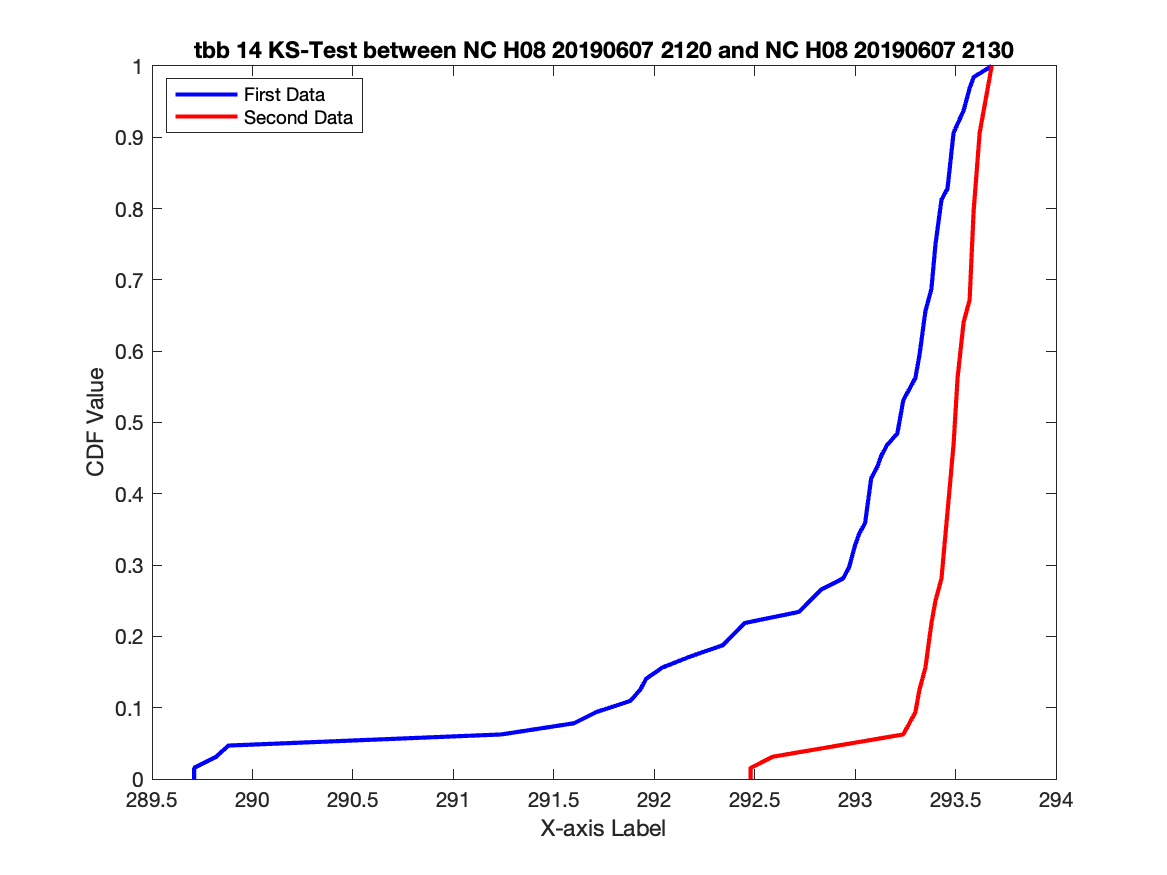 tbb 14 KS-Test between NC H08 20190607 2120 and NC H08 20190607 2130
First Data
Second Data
1
0.9
0.8
0.7
0.6
0.5
0.4
0.3
0.2
0.1
0
CDF Value
289.5 290 290.5 291 291.5 292 292.5 293 293.5 294
X-axis Label